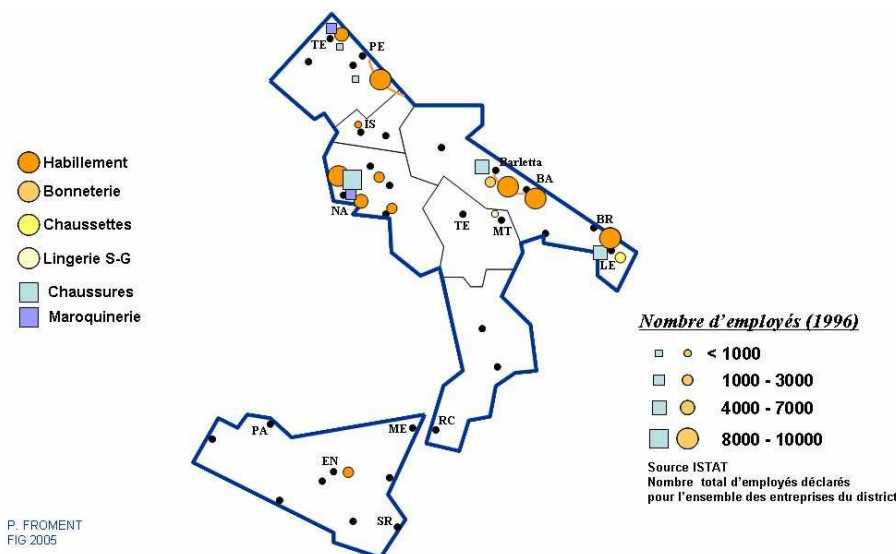 TE
PE
IS
NA
Barletta
BA
TE
MT
BR
LE
PA
ME
RC
EN
SR
Habillement
Bonneterie
Chaussettes
Lingerie S-G
Chaussures
Maroquinerie
Nombre d'employés (1996)
< 1000
1000 - 3000
4000 - 7000
8000 - 10000
Source ISTAT
Nombre total d'employés déclarés
pour l'ensemble des entreprises du district
P. FROMENT
FIG 2005